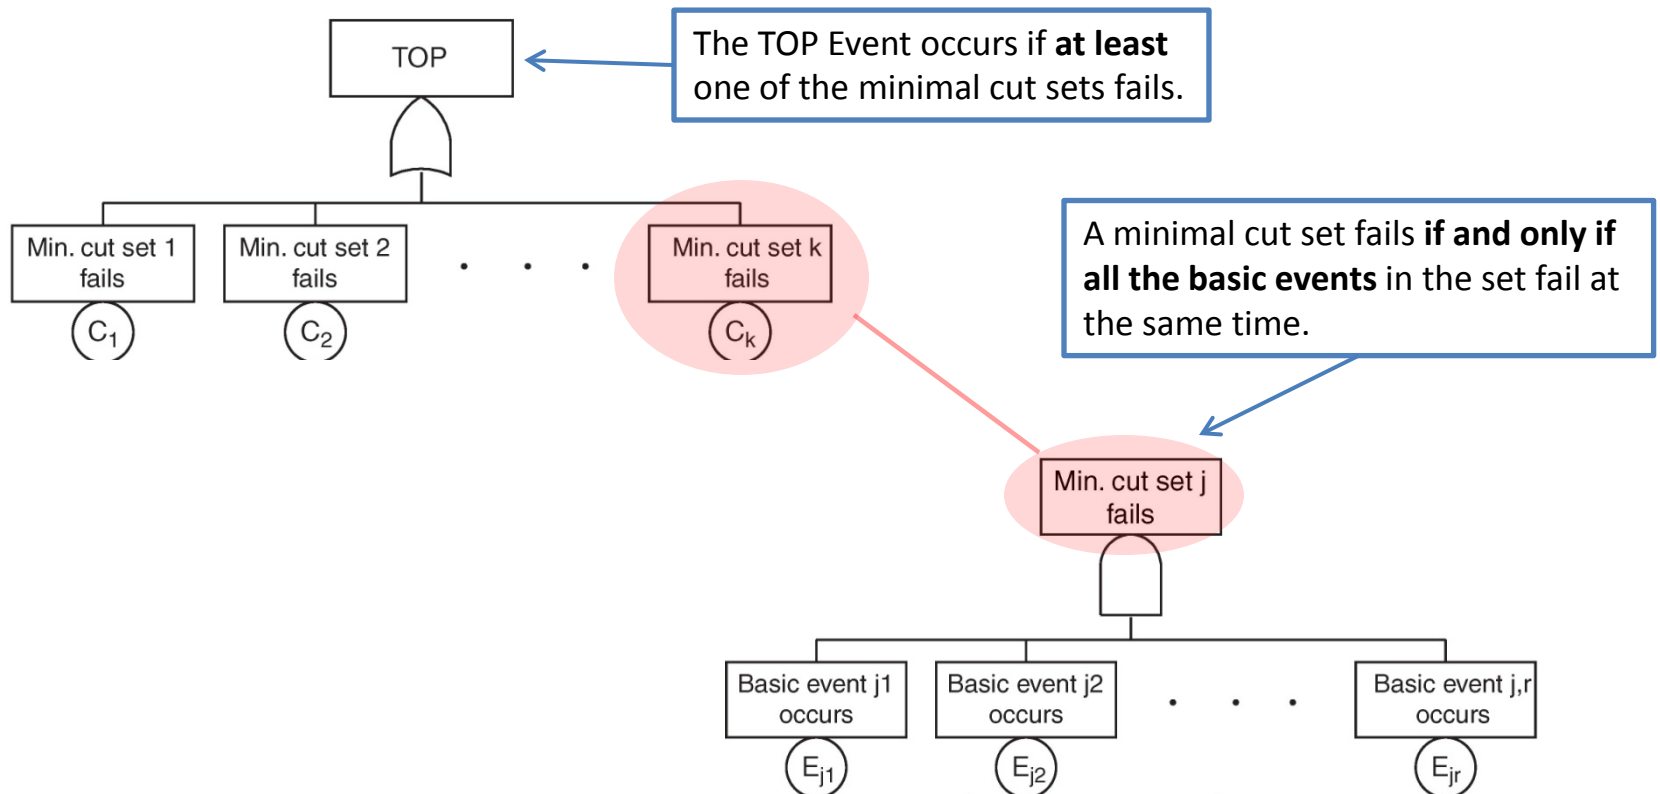 TOP
The TOP Event occurs if at least
one of the minimal cut sets fails.
Min. cut set 1
fails
Min. cut set 2
fails
. . .
Min. cut set k
fails
C1
C2
Ck
A minimal cut set fails if and only if
all the basic events in the set fail at
the same time.
Min. cut set j
fails
Basic event j1
occurs
Basic event j2
occurs
. . .
Basic event j,r
occurs
Ej1
Ej2
Ejr